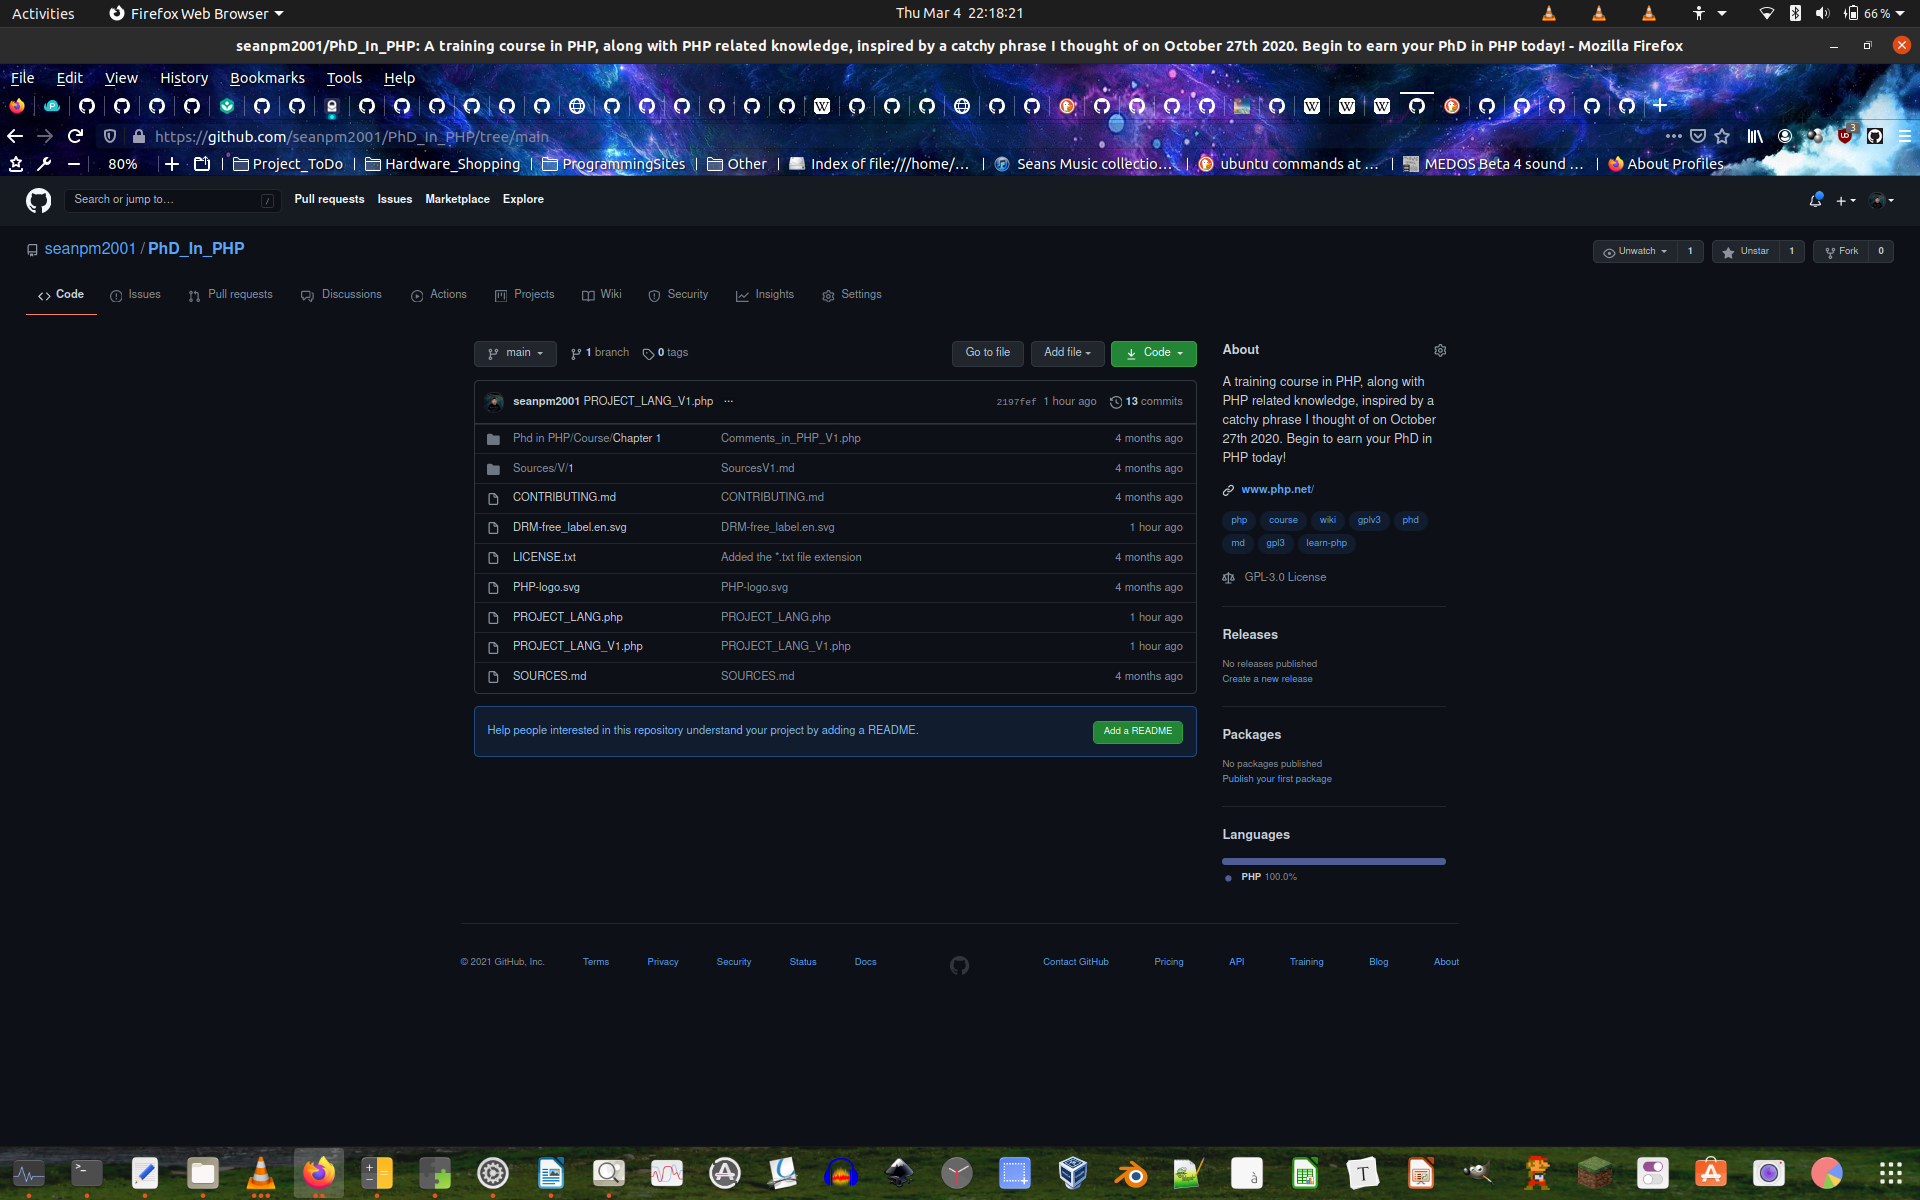 Activities Firefox Web Browser Thu Mar 4 22:18:21 66 %
seanpm2001/PhD_In_PHP: A training course in PHP, along with PHP related knowledge, inspired by a catchy phrase I thought of on October 27th 2020. Begin to earn your PhD in PHP today! - Mozilla Firefox
File Edit View History Bookmarks Tools Help
https://github.com/seanpm2001/PhD_In_PHP/tree/main 3
80% Project_ToDo Hardware_Shopping ProgrammingSites Other Index of file:///home/... Seans Music collectio... ubuntu commands at ... MEDOS Beta 4 sound ... About Profiles
Search or jump to... / Pull requests Issues Marketplace Explore
seanpm2001 / PhD_In_PHP Unwatch 1 Unstar 1 Fork 0
Code Issues Pull requests Discussions Actions Projects Wiki Security Insights Settings
main 1 branch 0 tags Go to file Add file Code
seanpm2001 PROJECT_LANG_V1.php ... 2197fef 1 hour ago 13 commits
Phd in PHP/Course/Chapter 1 Comments_in_PHP_V1.php 4 months ago
Sources/V/1 SourcesV1.md 4 months ago
CONTRIBUTING.md CONTRIBUTING.md 4 months ago
DRM-free_label.en.svg DRM-free_label.en.svg 1 hour ago
LICENSE.txt Added the *.txt file extension 4 months ago
PHP-logo.svg PHP-logo.svg 4 months ago
PROJECT_LANG.php PROJECT_LANG.php 1 hour ago
PROJECT_LANG_V1.php PROJECT_LANG_V1.php 1 hour ago
SOURCES.md SOURCES.md 4 months ago
Help people interested in this repository understand your project by adding a README. Add a README
About
A training course in PHP, along with
PHP related knowledge, inspired by a
catchy phrase I thought of on October
27th 2020. Begin to earn your PhD in
PHP today!
www.php.net/
php course wiki gplv3 phd
md gpl3 learn-php
GPL-3.0 License
Releases
No releases published
Create a new release
Packages
No packages published
Publish your first package
Languages
PHP 100.0%
© 2021 GitHub, Inc. Terms Privacy Security Status Docs Contact GitHub Pricing API Training Blog About